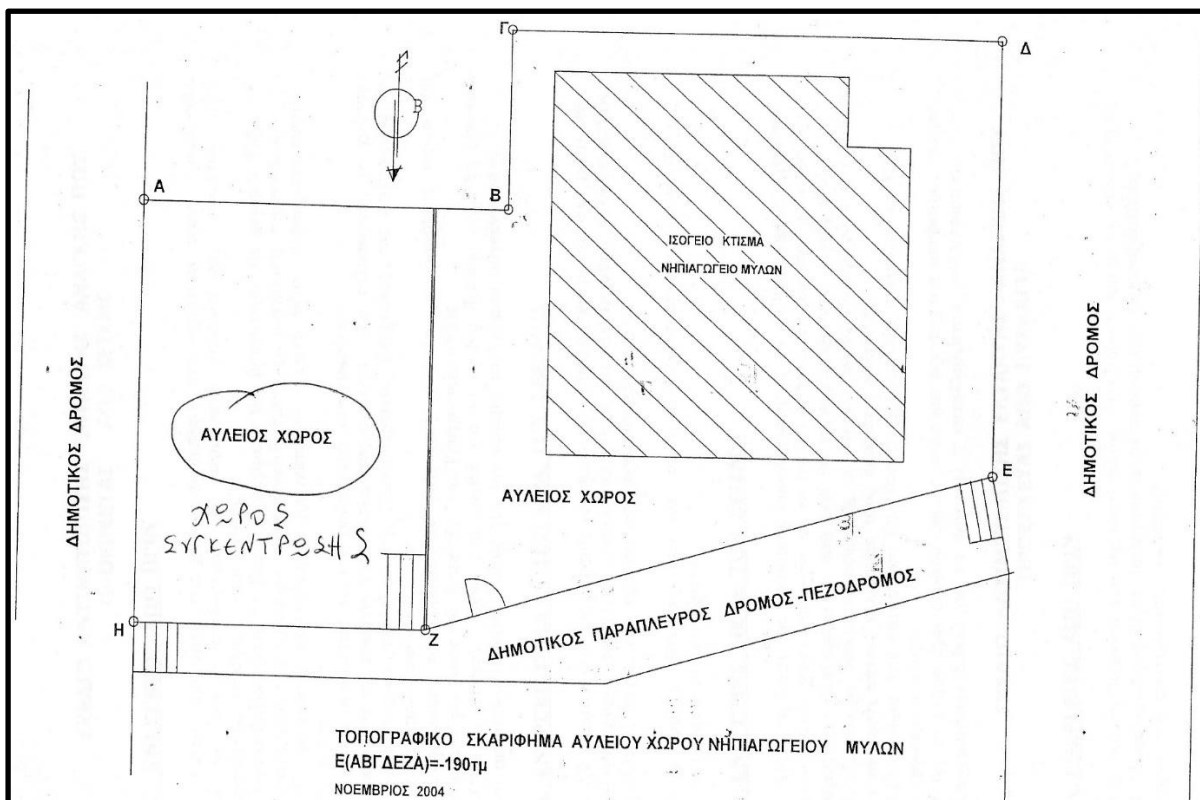 Γ
Δ
Β
Α
Β
ΙΣΟΓΕΙΟ ΚΤΙΣΜΑ
ΝΗΠΙΑΓΩΓΕΙΟ ΜΥΛΩΝ
ΔΗΜΟΤΙΚΟΣ ΔΡΟΜΟΣ
ΔΗΜΟΤΙΚΟΣ ΔΡΟΜΟΣ
ΑΥΛΕΙΟΣ ΧΩΡΟΣ
ΧΩΡΟΣ
ΣΥΓΚΕΝΤΡΩΣΗΣ
ΑΥΛΕΙΟΣ ΧΩΡΟΣ
Ε
Η
Ζ
ΔΗΜΟΤΙΚΟΣ ΠΑΡΑΠΛΕΥΡΟΣ ΔΡΟΜΟΣ -ΠΕΖΟΔΡΟΜΟΣ
ΤΟΠΟΓΡΑΦΙΚΟ ΣΚΑΡΙΦΗΜΑ ΑΥΛΕΙΟΥ ΧΩΡΟΥ ΝΗΠΙΑΓΩΓΕΙΟΥ ΜΥΛΩΝ
Ε(ΑΒΓΔΕΖΑ)=-190τμ
ΝΟΕΜΒΡΙΟΣ 2004